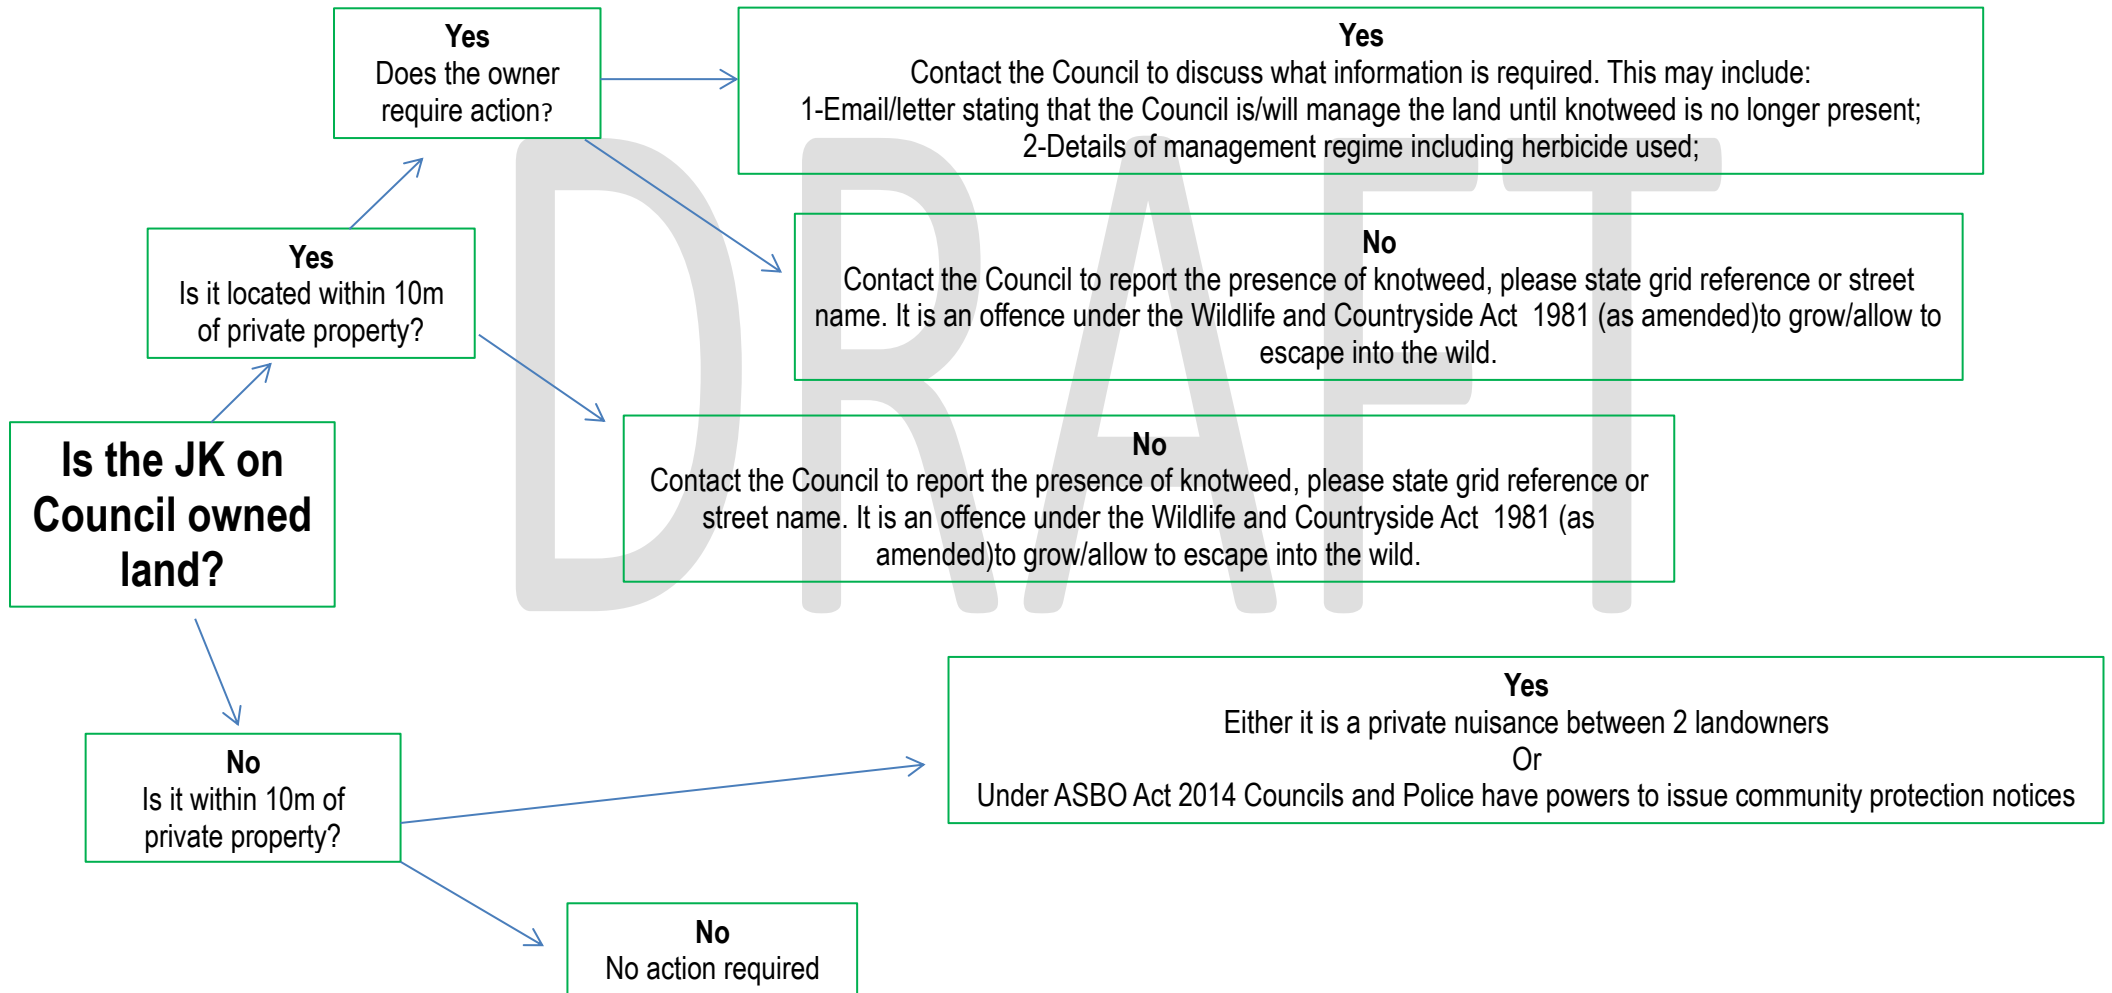 Yes
Does the owner
require action?
Yes
Contact the Council to discuss what information is required. This may include:
1-Email/letter stating that the Council is/will manage the land until knotweed is no longer present;
2-Details of management regime including herbicide used;
Yes
Is it located within 10m
of private property?
No
Contact the Council to report the presence of knotweed, please state grid reference or street
name. It is an offence under the Wildlife and Countryside Act  1981 (as amended)to grow/allow to
escape into the wild.
Is the JK on
Council owned
land?
No
Contact the Council to report the presence of knotweed, please state grid reference or
street name. It is an offence under the Wildlife and Countryside Act  1981 (as
amended)to grow/allow to escape into the wild.
DRAFT
No
Is it within 10m of
private property?
Yes
Either it is a private nuisance between 2 landowners
Or
Under ASBO Act 2014 Councils and Police have powers to issue community protection notices
No
No action required